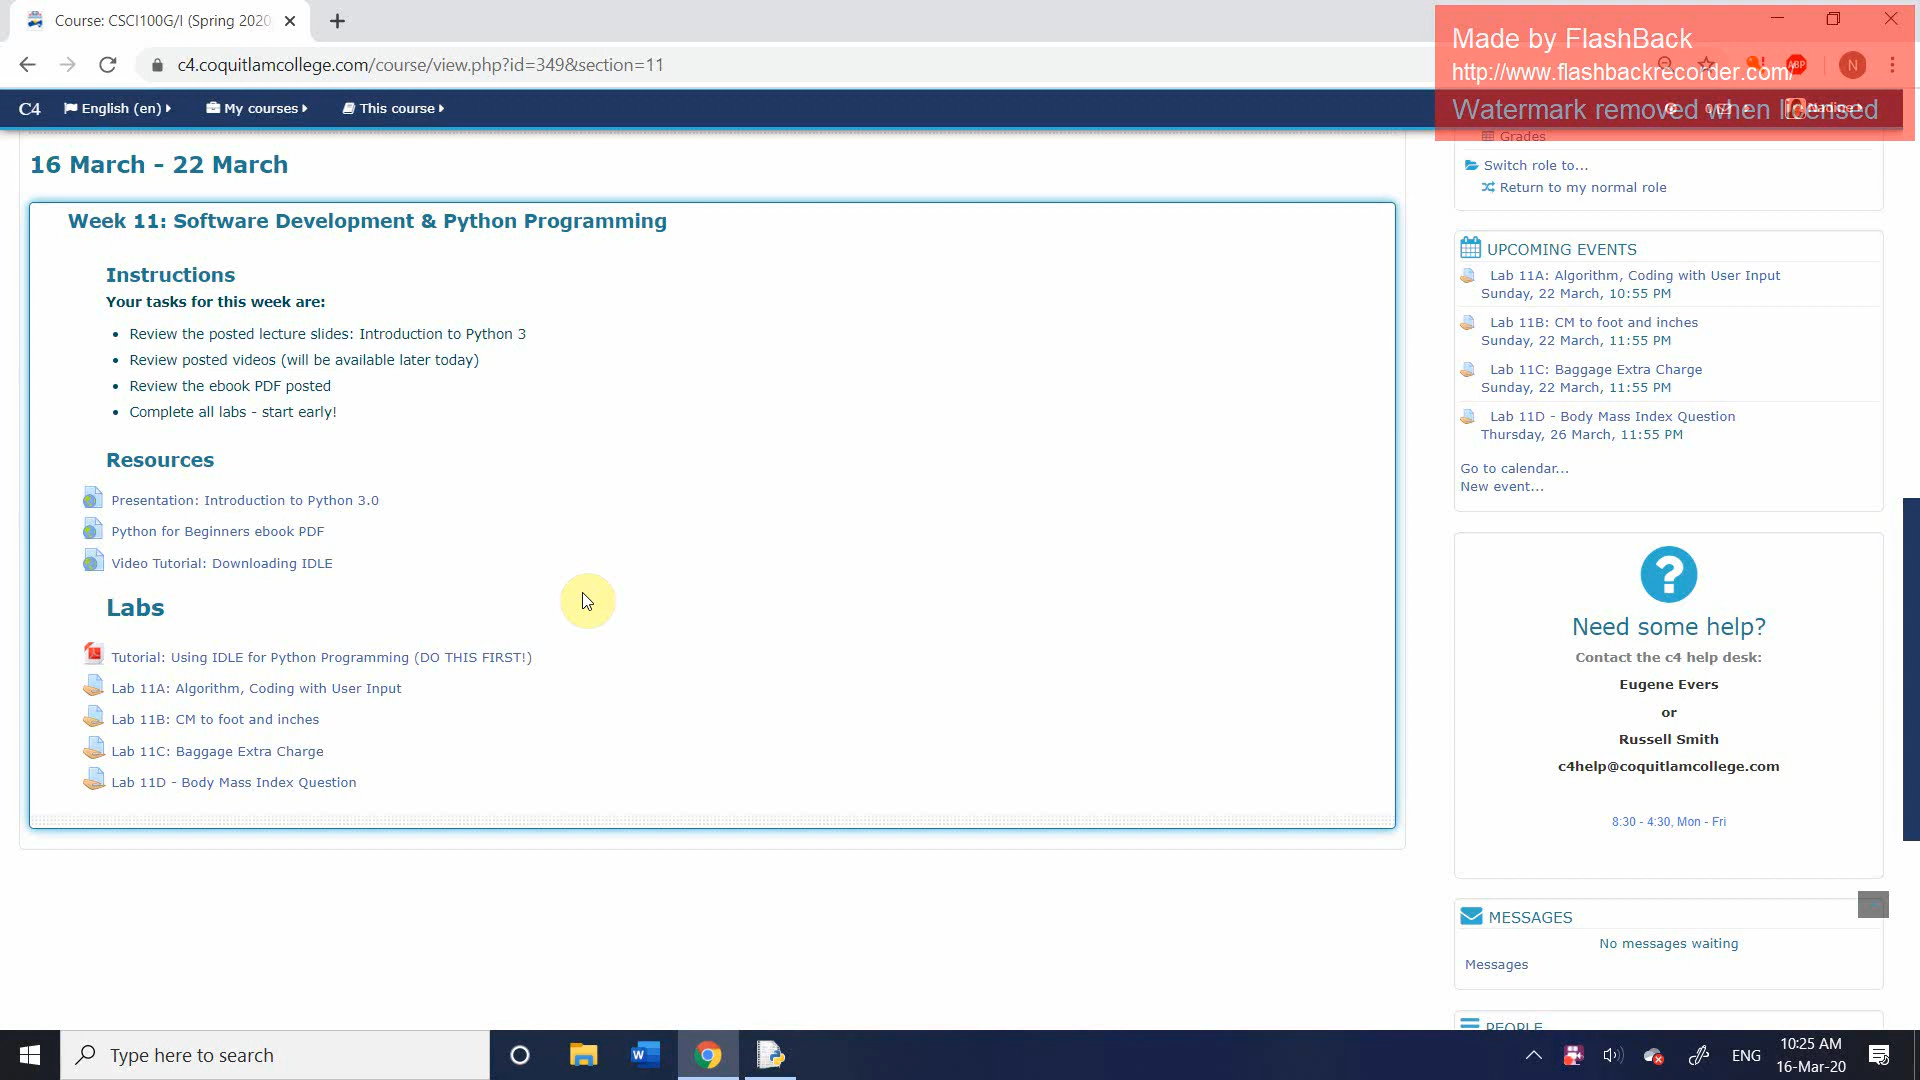 Course: CSCI100G/I (Spring 2020
c4.coquitlamcollege.com/course/view.php?id=349&section=11
Made by FlashBack
http://www.flashbackrecorder.com/
Watermark removed when licensed
ABP
N
C4
English (en)
My courses
This course
Grades
Switch role to...
Return to my normal role
16 March - 22 March
Week 11: Software Development & Python Programming
Instructions
Your tasks for this week are:
Review the posted lecture slides: Introduction to Python 3
Review posted videos (will be available later today)
Review the ebook PDF posted
Complete all labs - start early!
Resources
Presentation: Introduction to Python 3.0
Python for Beginners ebook PDF
Video Tutorial: Downloading IDLE
Labs
Tutorial: Using IDLE for Python Programming (DO THIS FIRST!)
Lab 11A: Algorithm, Coding with User Input
Lab 11B: CM to foot and inches
Lab 11C: Baggage Extra Charge
Lab 11D - Body Mass Index Question
UPCOMING EVENTS
Lab 11A: Algorithm, Coding with User Input
Sunday, 22 March, 10:55 PM
Lab 11B: CM to foot and inches
Sunday, 22 March, 11:55 PM
Lab 11C: Baggage Extra Charge
Sunday, 22 March, 11:55 PM
Lab 11D - Body Mass Index Question
Thursday, 26 March, 11:55 PM
Go to calendar...
New event...
Need some help?
Contact the c4 help desk:
Eugene Evers
or
Russell Smith
c4help@coquitlamcollege.com
8:30 - 4:30, Mon - Fri
MESSAGES
No messages waiting
Messages
PEOPLE
Type here to search
ENG
10:25 AM
16-Mar-20